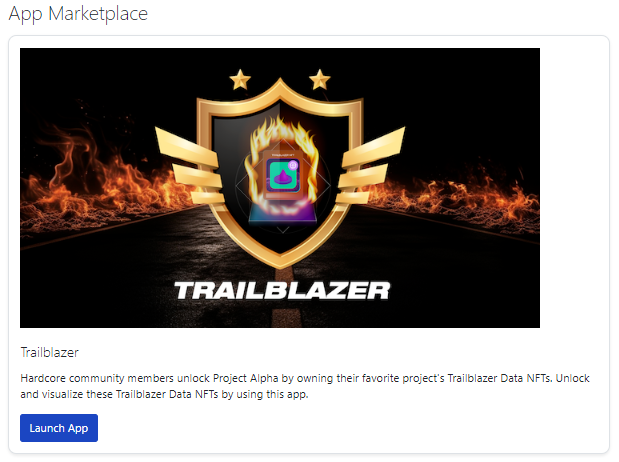 App Marketplace
TRAILBLAZER
Trailblazer
Hardcore community members unlock Project Alpha by owning their favorite project's Trailblazer Data NFTs. Unlock
and visualize these Trailblazer Data NFTs by using this app.
Launch App